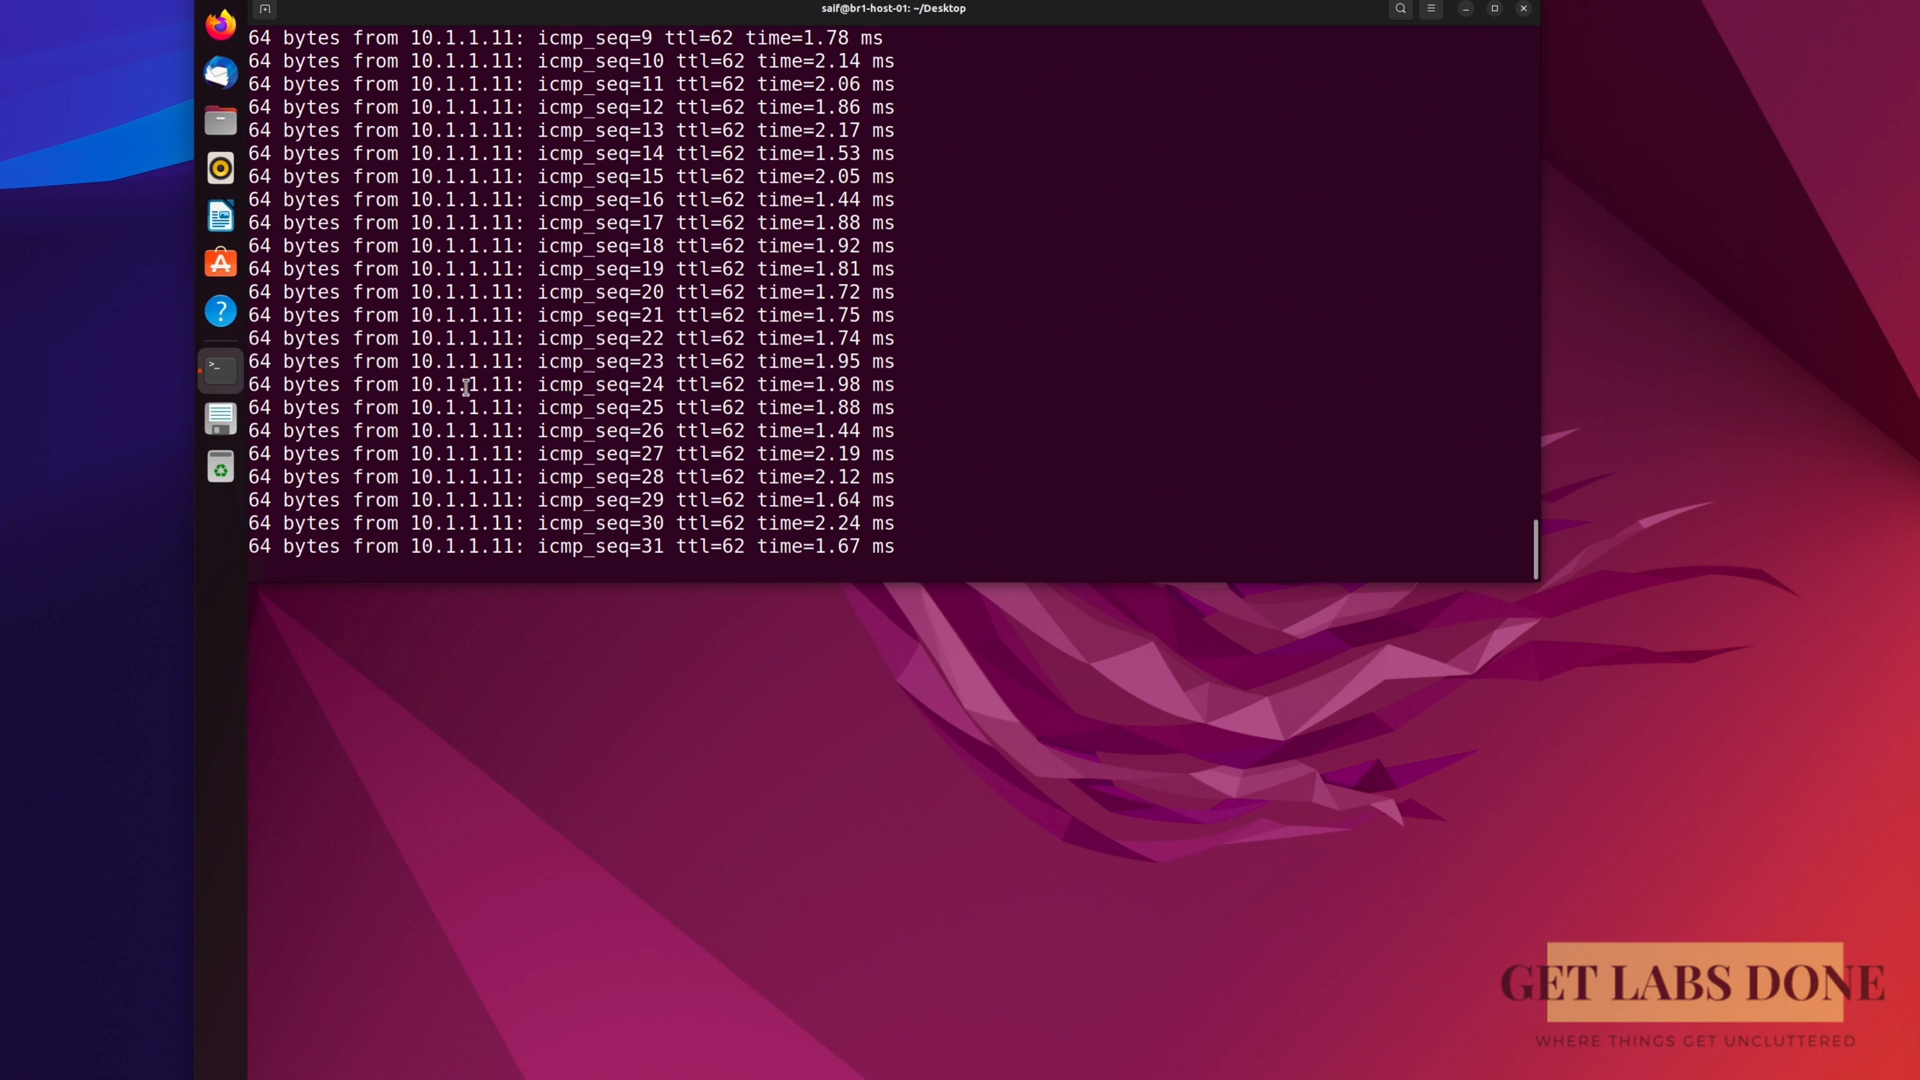 saif@br1-host-01: ~/Desktop
64 bytes from 10.1.1.11: icmp_seq=9 ttl=62 time=1.78 ms
64 bytes from 10.1.1.11: icmp_seq=10 ttl=62 time=2.14 ms
64 bytes from 10.1.1.11: icmp_seq=11 ttl=62 time=2.06 ms
64 bytes from 10.1.1.11: icmp_seq=12 ttl=62 time=1.86 ms
64 bytes from 10.1.1.11: icmp_seq=13 ttl=62 time=2.17 ms
64 bytes from 10.1.1.11: icmp_seq=14 ttl=62 time=1.53 ms
64 bytes from 10.1.1.11: icmp_seq=15 ttl=62 time=2.05 ms
64 bytes from 10.1.1.11: icmp_seq=16 ttl=62 time=1.44 ms
64 bytes from 10.1.1.11: icmp_seq=17 ttl=62 time=1.88 ms
64 bytes from 10.1.1.11: icmp_seq=18 ttl=62 time=1.92 ms
64 bytes from 10.1.1.11: icmp_seq=19 ttl=62 time=1.81 ms
64 bytes from 10.1.1.11: icmp_seq=20 ttl=62 time=1.72 ms
64 bytes from 10.1.1.11: icmp_seq=21 ttl=62 time=1.75 ms
64 bytes from 10.1.1.11: icmp_seq=22 ttl=62 time=1.74 ms
64 bytes from 10.1.1.11: icmp_seq=23 ttl=62 time=1.95 ms
64 bytes from 10.1.1.11: icmp_seq=24 ttl=62 time=1.98 ms
64 bytes from 10.1.1.11: icmp_seq=25 ttl=62 time=1.88 ms
64 bytes from 10.1.1.11: icmp_seq=26 ttl=62 time=1.44 ms
64 bytes from 10.1.1.11: icmp_seq=27 ttl=62 time=2.19 ms
64 bytes from 10.1.1.11: icmp_seq=28 ttl=62 time=2.12 ms
64 bytes from 10.1.1.11: icmp_seq=29 ttl=62 time=1.64 ms
64 bytes from 10.1.1.11: icmp_seq=30 ttl=62 time=2.24 ms
64 bytes from 10.1.1.11: icmp_seq=31 ttl=62 time=1.67 ms
GET LABS DONE
WHERE THINGS GET UNCLUTTERED